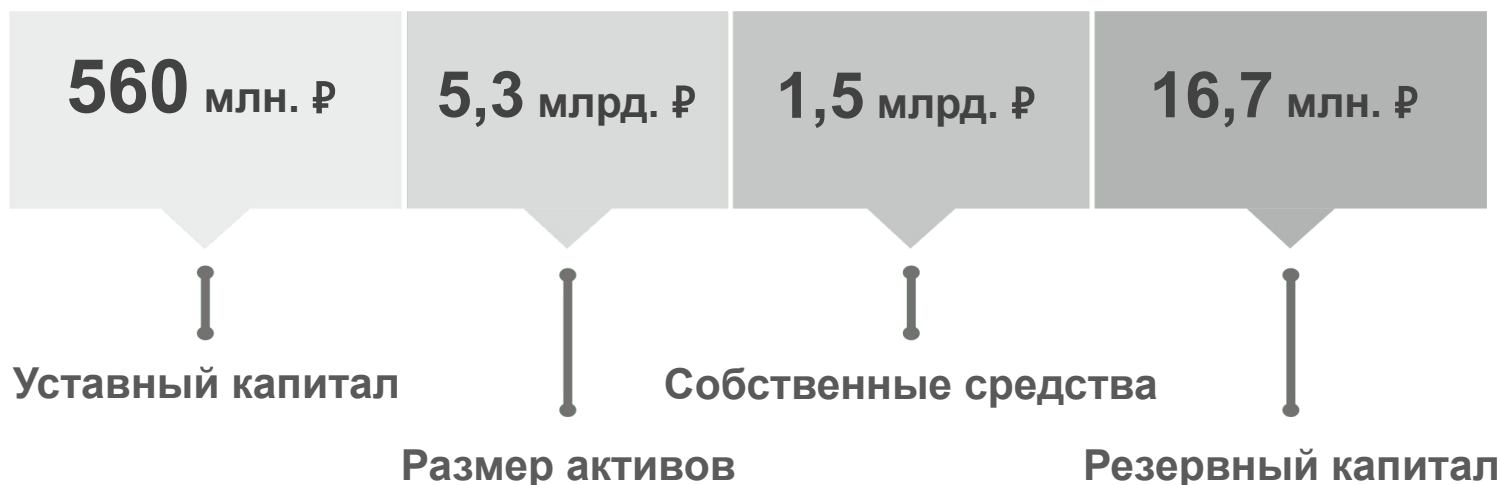 560 млн. ₽
5,3 млрд. ₽
1,5 млрд. ₽
16,7 млн. ₽
Уставный капитал
Собственные средства
Размер активов
Резервный капитал